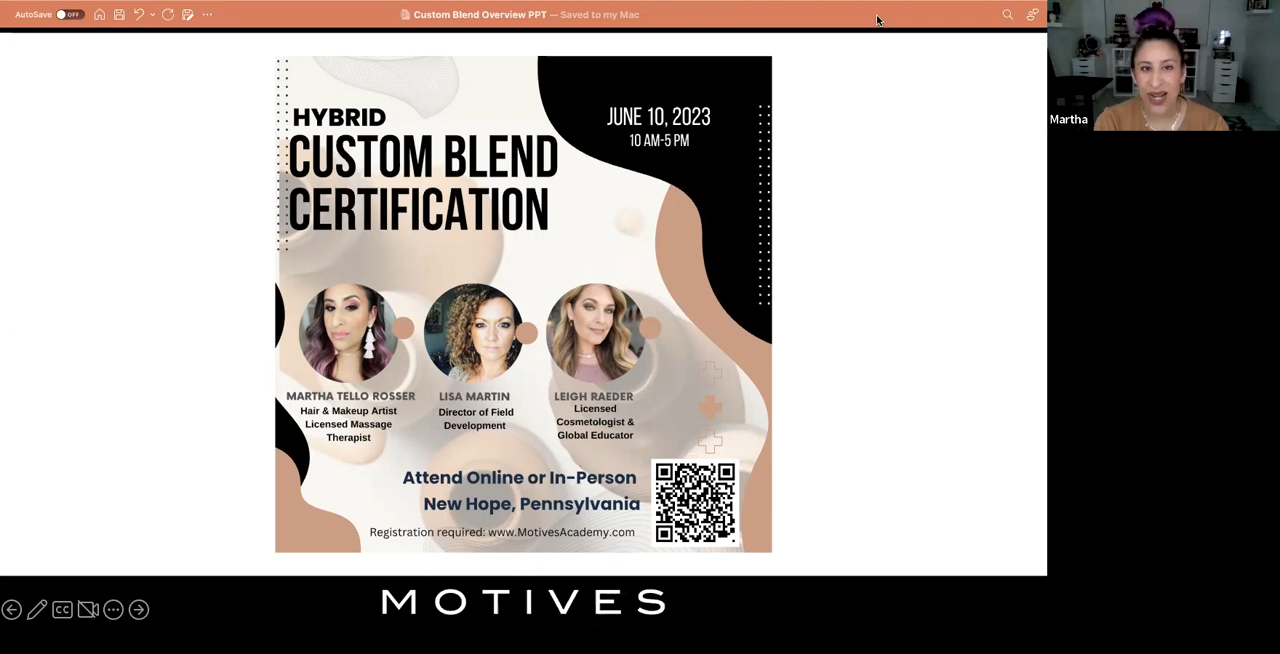 AutoSave OFF
Custom Blend Overview PPT — Saved to my Mac
Martha
HYBRID
CUSTOM BLEND
CERTIFICATION
JUNE 10, 2023
10 AM-5 PM
MARTHA TELLO ROSSER
Hair & Makeup Artist
Licensed Massage
Therapist
LISA MARTIN
Director of Field
Development
LEIGH RAEDER
Licensed
Cosmetologist &
Global Educator
Attend Online or In-Person
New Hope, Pennsylvania
Registration required: www.MotivesAcademy.com
CC
MOTIVES